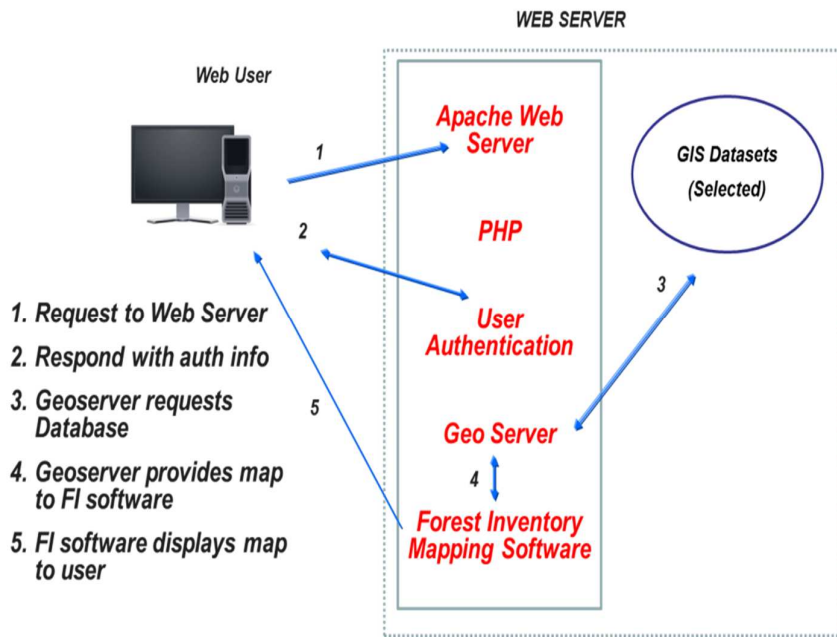 WEB SERVER
Web User
Apache Web
Server
GIS Datasets
(Selected)
1
2
PHP
3
1. Request to Web Server
2. Respond with auth info
3. Geoserver requests
Database
4. Geoserver provides map
to FI software
5. FI software displays map
to user
User
Authentication
5
Geo Server
4
Forest Inventory
Mapping Software